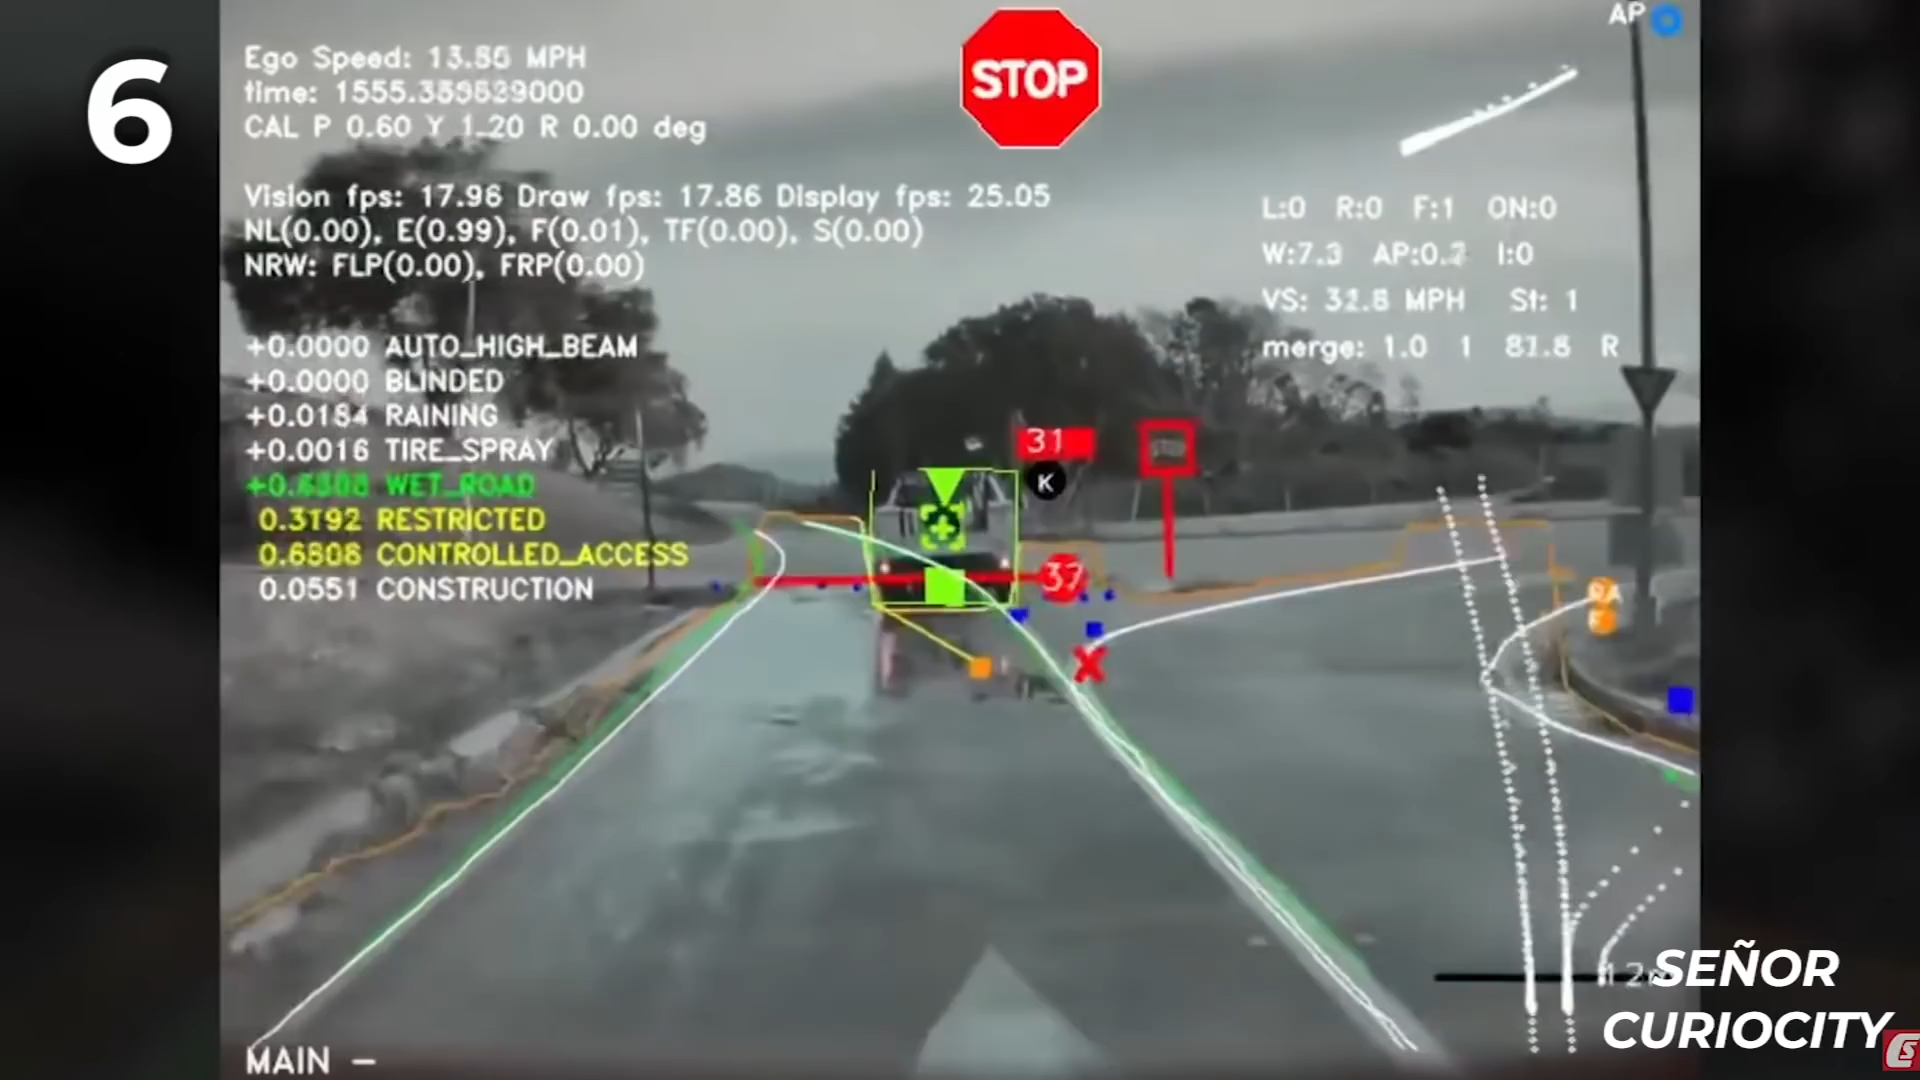 6
STOP
AP
Ego Speed: 13.86 MPH
time: 1555.
CAL P 0.60 Y 1.20 R 0.00 deg
Vision fps: 17.96 Draw fps: 17.86 Display fps: 25.05
NL(0.00), E(0.99), F(0.01), TF(0.00), S(0.00)
NRW: FLP(0.00), FRP(0.00)
L:0 R:0 F:1 ON:0
W:7.3 I:0
VS: MPH St: 1
merge: 1.0 1 R
+0.0000 AUTO_HIGH_BEAM
+0.0000 BLINDED
+0.0184 RAINING
+0.0016 TIRE_SPRAY
WET_ROAD
0.3192 RESTRICTED
0.6808 CONTROLLED_ACCESS
0.0551 CONSTRUCTION
31
STOP
K
37
RA
MAIN –
SEÑOR
CURIOCITY